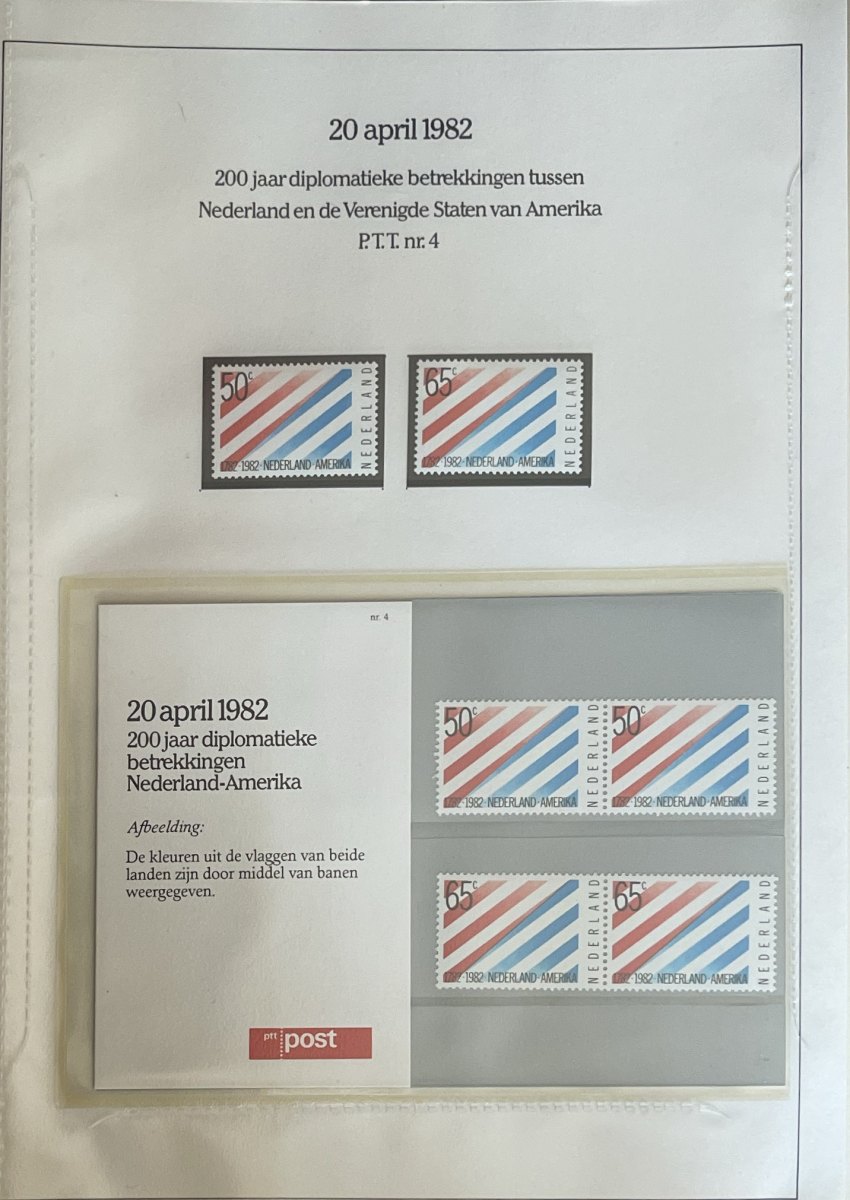 20 april 1982
200 jaar diplomatieke betrekkingen tussen
Nederland en de Verenigde Staten van Amerika
P.T.T. nr. 4
50c
NEDERLAND
1782·1982·NEDERLAND·AMERIKA
65c
NEDERLAND
1782·1982·NEDERLAND·AMERIKA
nr. 4
20 april 1982
200 jaar diplomatieke
betrekkingen
Nederland-Amerika
Afbeelding:
De kleuren uit de vlaggen van beide
landen zijn door middel van banen
weergegeven.
ptt post
50c
NEDERLAND
1782·1982·NEDERLAND·AMERIKA
50c
NEDERLAND
1782·1982·NEDERLAND·AMERIKA
65c
NEDERLAND
1782·1982·NEDERLAND·AMERIKA
65c
NEDERLAND
1782·1982·NEDERLAND·AMERIKA